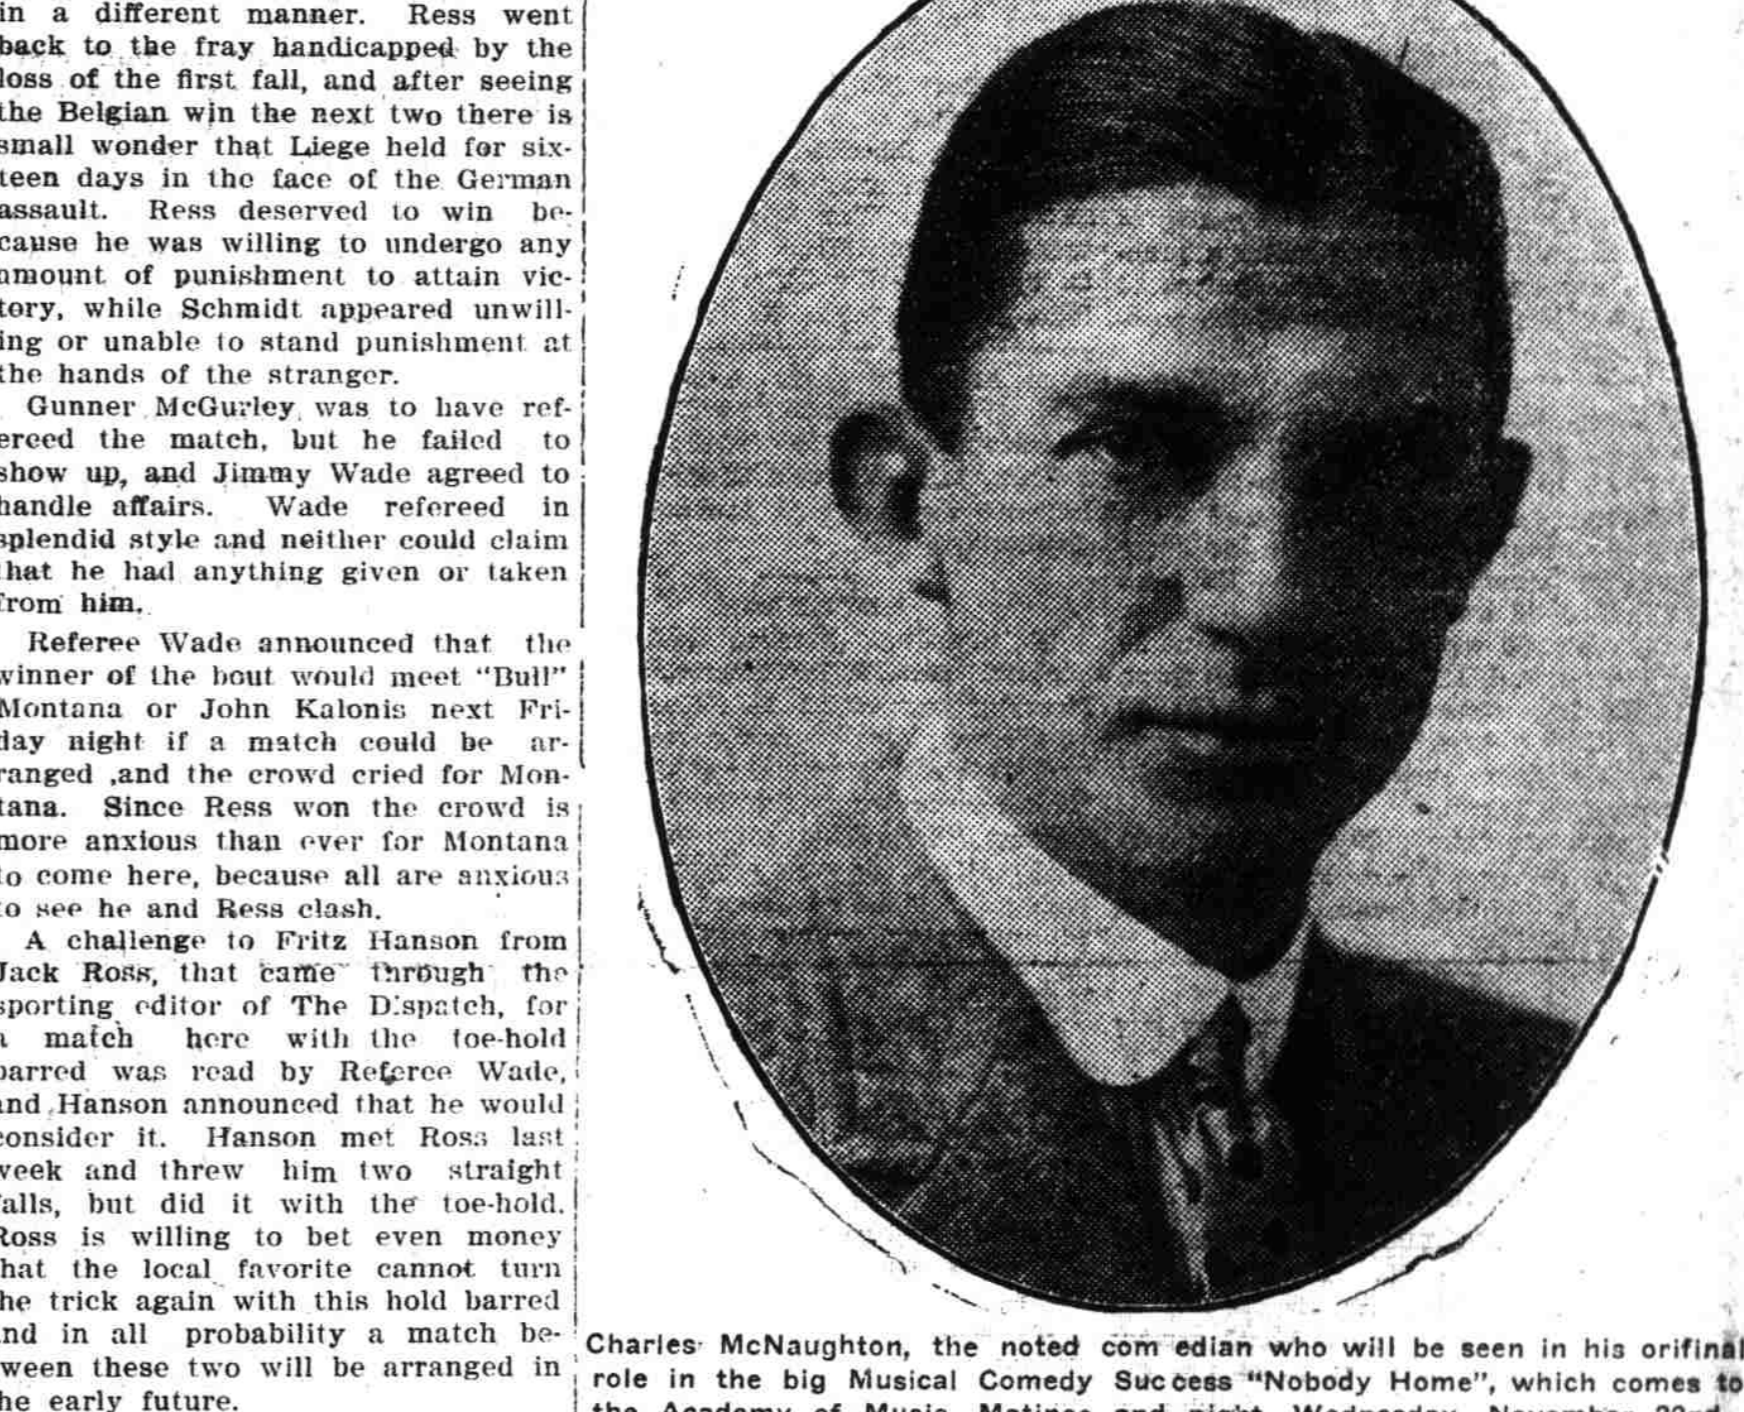 in a different manner. Ress went
back to the fray handicapped by the
loss of the first fall, and after seeing
the Belgian win the next two there is
small wonder that Liege held for six-
teen days in the face of the German
assault. Ress deserved to win be-
cause he was willing to undergo any
amount of punishment to attain vic-
tory, while Schmidt appeared unwill-
ing or unable to stand punishment at
the hands of the stranger.
Gunner McGurley was to have ref-
ereed the match, but he failed to
show up, and Jimmy Wade agreed to
handle affairs. Wade refereed in
splendid style and neither could claim
that he had anything given or taken
from him.
Referee Wade announced that the
winner of the bout would meet "Bull"
Montana or John Kalonis next Fri-
day night if a match could be ar-
ranged ,and the crowd cried for Mon-
tana. Since Ress won the crowd is
more anxious than ever for Montana
to come here, because all are anxious
to see he and Ress clash.
A challenge to Fritz Hanson from
Jack Ross, that came through the
sporting editor of The Dispatch, for
a match here with the toe-hold
barred was read by Referee Wade,
and Hanson announced that he would
consider it. Hanson met Ross last
week and threw him two straight
falls, but did it with the toe-hold.
Ross is willing to bet even money
that the local favorite cannot turn
the trick again with this hold barred
and in all probability a match be-
tween these two will be arranged in
the early future.
Charles McNaughton, the noted com edian who will be seen in his orifinal
role in the big Musical Comedy Success "Nobody Home", which comes to
the Academy of Music, Matinee and night, Wednesday, November 22nd.